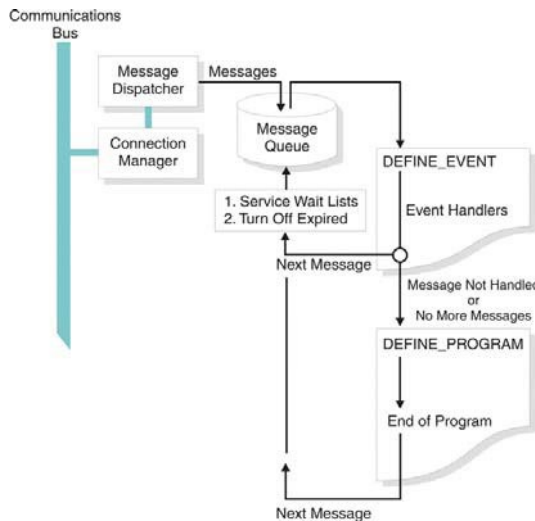 Communications
Bus
Message
Dispatcher
Messages
Connection
Manager
Message
Queue
DEFINE_EVENT
1. Service Wait Lists
2. Turn Off Expired
Event Handlers
Next Message
Message Not Handled
or
No More Messages
DEFINE_PROGRAM
End of Program
Next Message